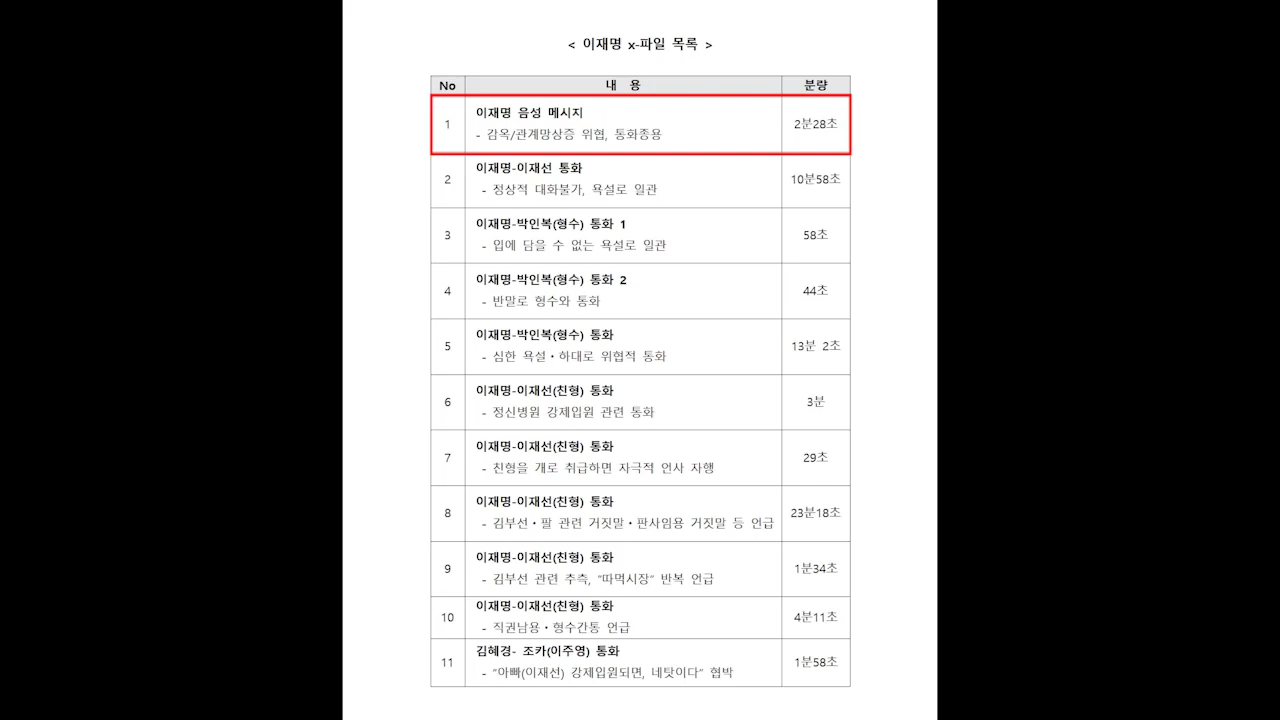 < 이재명 x-파일 목록 >
No 내 용 분량
1 이재명 음성 메시지 2분28초
- 감옥/관계망상증 위협, 통화종용
2 이재명-이재선 통화 10분58초
- 정상적 대화불가, 욕설로 일관
3 이재명-박인복(형수) 통화 1 58초
- 입에 담을 수 없는 욕설로 일관
4 이재명-박인복(형수) 통화 2 44초
- 반말로 형수와 통화
5 이재명-박인복(형수) 통화 13분 2초
- 심한 욕설・하대로 위협적 통화
6 이재명-이재선(친형) 통화 3분
- 정신병원 강제입원 관련 통화
7 이재명-이재선(친형) 통화 29초
- 친형을 개로 취급하면 자극적 인사 자행
8 이재명-이재선(친형) 통화 23분18초
- 김부선・팔 관련 거짓말・판사임용 거짓말 등 언급
9 이재명-이재선(친형) 통화 1분34초
- 김부선 관련 추측, “따먹시장” 반복 언급
10 이재명-이재선(친형) 통화 4분11초
- 직권남용・형수간통 언급
11 김혜경- 조카(이주영) 통화 1분58초
- “아빠(이재선) 강제입원되면, 네탓이다” 협박